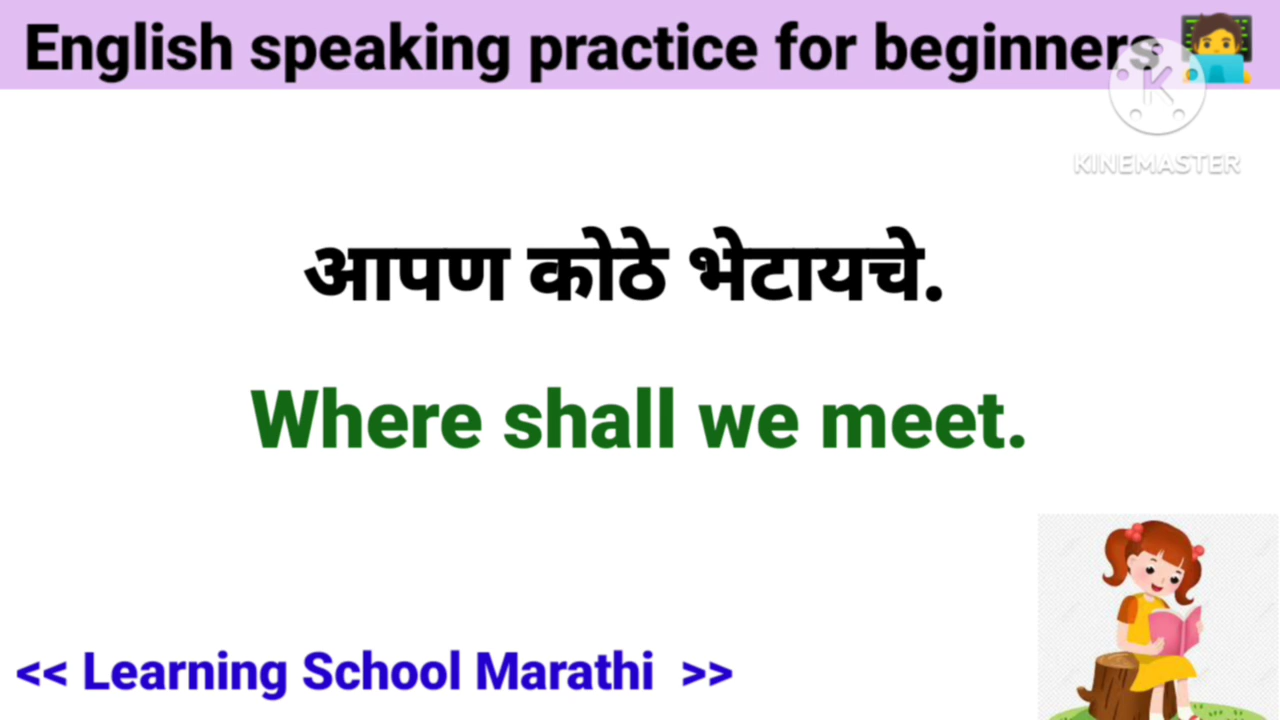 English speaking practice for beginners
KINEMASTER
आपण कोठे भेटायचे.
Where shall we meet.
<< Learning School Marathi >>